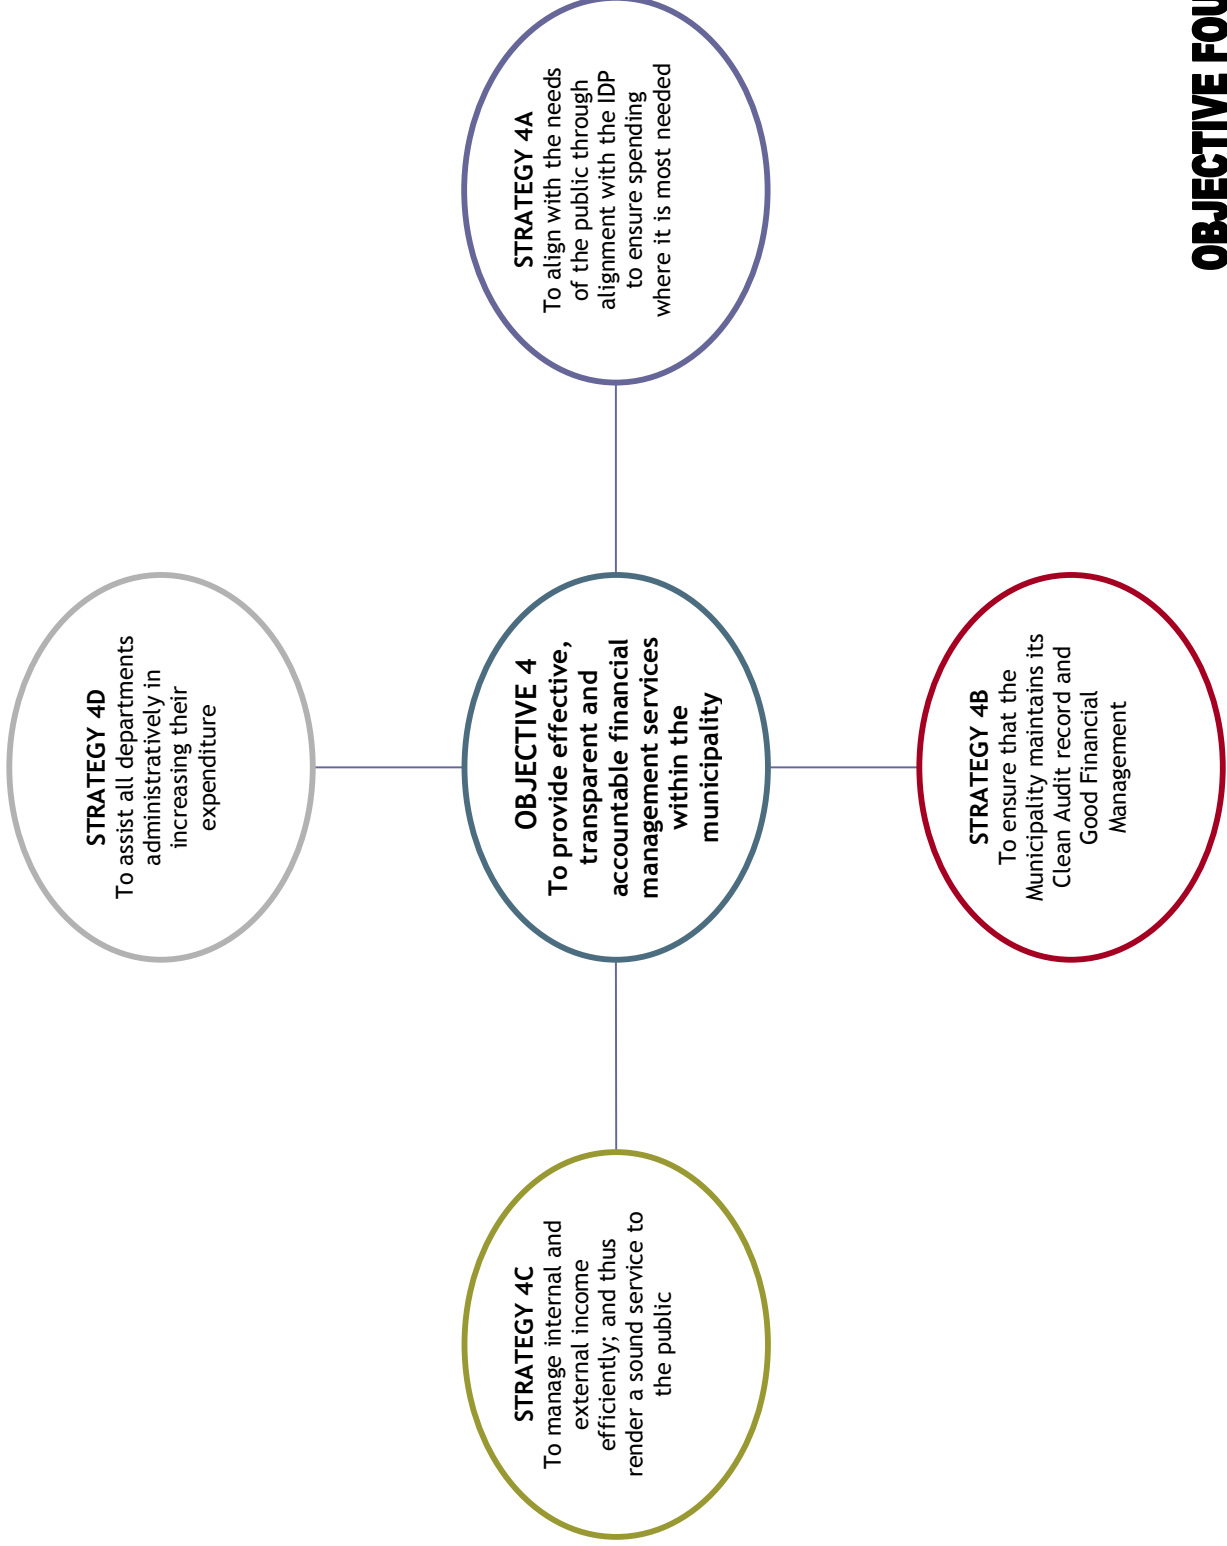 STRATEGY 4D
To assist all departments
administratively in
increasing their
expenditure
STRATEGY 4C
To manage internal and
external income
efficiently; and thus
render a sound service to
the public
OBJECTIVE 4
To provide effective,
transparent and
accountable financial
management services
within the
municipality
STRATEGY 4A
To align with the needs
of the public through
alignment with the IDP
to ensure spending
where it is most needed
STRATEGY 4B
To ensure that the
Municipality maintains its
Clean Audit record and
Good Financial
Management
OBJECTIVE FOU